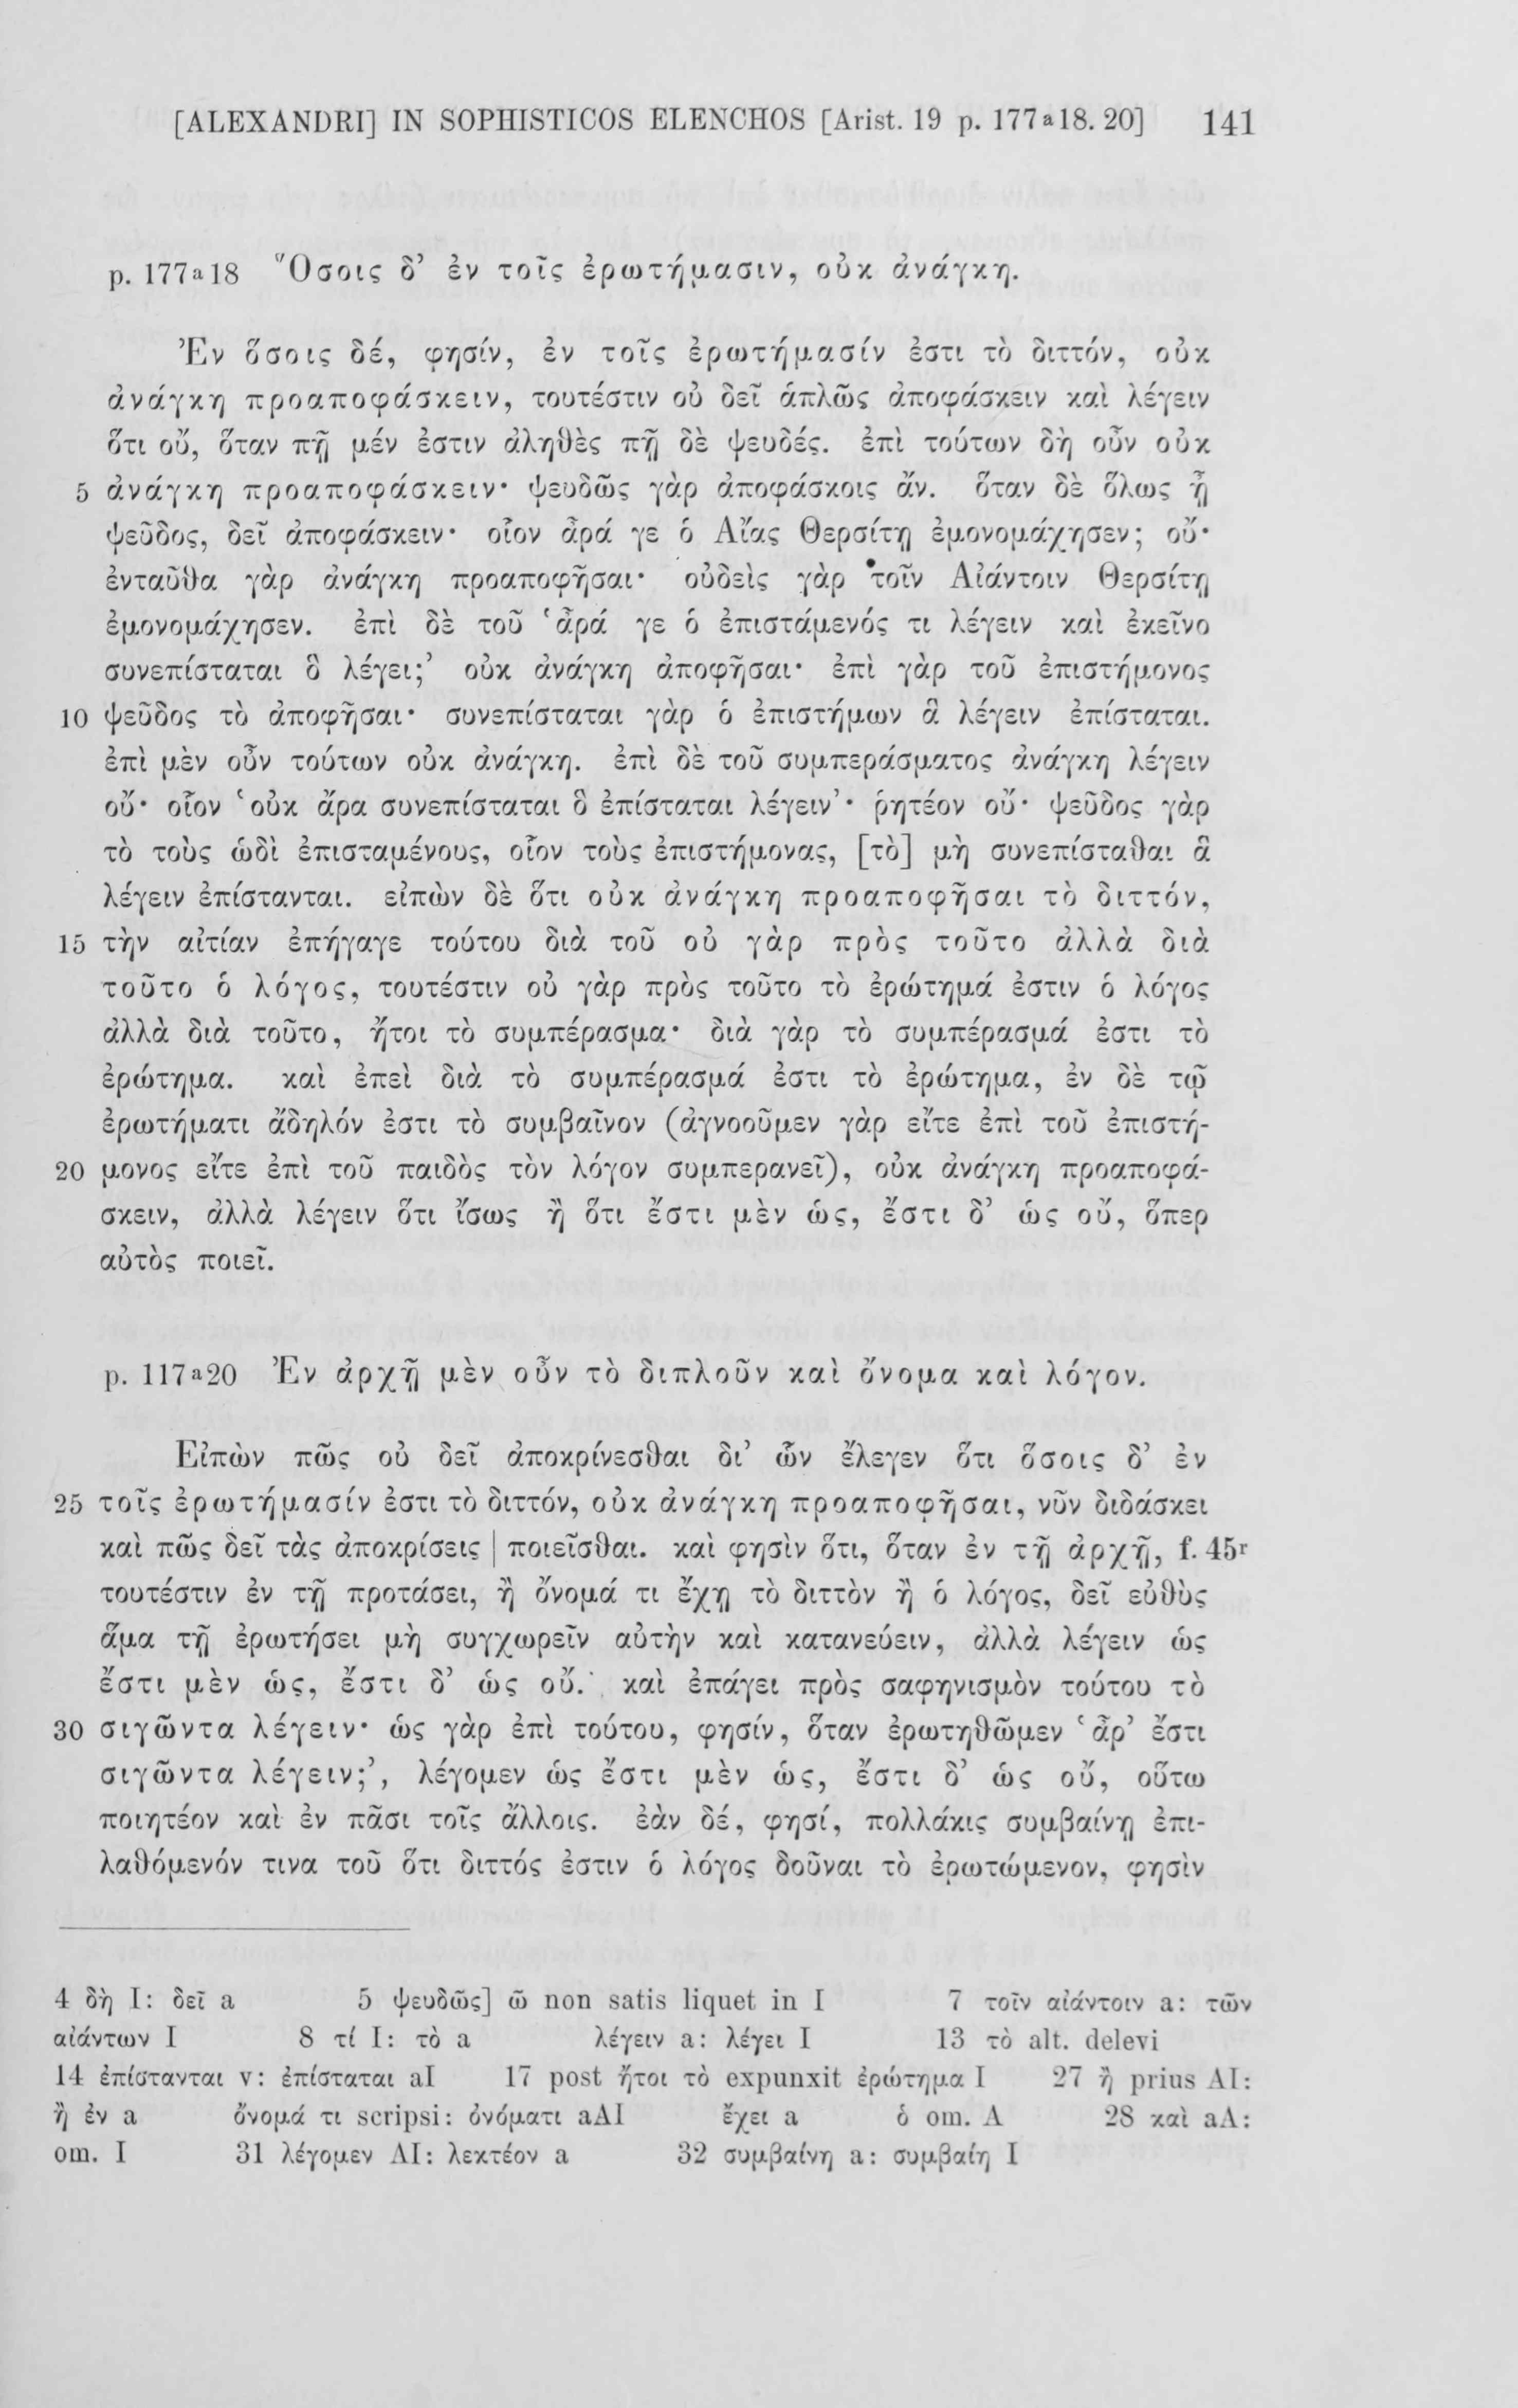 [ALEXANDRI] IN SOPHISTICOS ELENCHOS [Arist. 19 p. 177a18. 20] 141
p. 177a18 Ὅσοις δ’ ἐν τοῖς ἐρωτήμασιν, οὐκ ἀνάγκη.
Ἐν ὅσοις δέ, φησίν, ἐν τοῖς ἐρωτήμασίν ἐστι τὸ διττόν, οὐκ
ἀνάγκη προαποφάσκειν, τουτέστιν οὐ δεῖ ἁπλῶς ἀποφάσκειν καὶ λέγειν
ὅτι οὔ, ὅταν πῇ μέν ἐστιν ἀληθὲς πῇ δὲ ψευδές. ἐπὶ τούτων δὴ οὖν οὐκ
5 ἀνάγκη προαποφάσκειν· ψευδῶς γὰρ ἀποφάσκοις ἄν. ὅταν δὲ ὅλως ᾖ
ψεῦδος, δεῖ ἀποφάσκειν· οἷον ἆρά γε ὁ Αἴας Θερσίτῃ ἐμονομάχησεν; οὔ·
ἐνταῦθα γὰρ ἀνάγκη προαποφῆσαι· οὐδεὶς γὰρ τοῖν Αἰάντοιν Θερσίτῃ
ἐμονομάχησεν. ἐπὶ δὲ τοῦ ‘ἆρά γε ὁ ἐπιστάμενός τι λέγειν καὶ ἐκεῖνο
συνεπίσταται ὃ λέγει;’ οὐκ ἀνάγκη ἀποφῆσαι· ἐπὶ γὰρ τοῦ ἐπιστήμονος
10 ψεῦδος τὸ ἀποφῆσαι· συνεπίσταται γὰρ ὁ ἐπιστήμων ἃ λέγειν ἐπίσταται.
ἐπὶ μὲν οὖν τούτων οὐκ ἀνάγκη. ἐπὶ δὲ τοῦ συμπεράσματος ἀνάγκη λέγειν
οὔ· οἷον ‘οὐκ ἄρα συνεπίσταται ὃ ἐπίσταται λέγειν’· ῥητέον οὔ· ψεῦδος γὰρ
τὸ τοὺς ὡδὶ ἐπισταμένους, οἷον τοὺς ἐπιστήμονας, [τὸ] μὴ συνεπίστασθαι ἃ
λέγειν ἐπίστανται. εἰπὼν δὲ ὅτι οὐκ ἀνάγκη προαποφῆσαι τὸ διττόν,
15 τὴν αἰτίαν ἐπήγαγε τούτου διὰ τοῦ οὐ γὰρ πρὸς τοῦτο ἀλλὰ διὰ
τοῦτο ὁ λόγος, τουτέστιν οὐ γὰρ πρὸς τοῦτο τὸ ἐρώτημά ἐστιν ὁ λόγος
ἀλλὰ διὰ τοῦτο, ἤτοι τὸ συμπέρασμα· διὰ γὰρ τὸ συμπέρασμά ἐστι τὸ
ἐρώτημα. καὶ ἐπεὶ διὰ τὸ συμπέρασμά ἐστι τὸ ἐρώτημα, ἐν δὲ τῷ
ἐρωτήματι ἄδηλόν ἐστι τὸ συμβαῖνον (ἀγνοοῦμεν γὰρ εἴτε ἐπὶ τοῦ ἐπιστή-
20 μονος εἴτε ἐπὶ τοῦ παιδὸς τὸν λόγον συμπερανεῖ), οὐκ ἀνάγκη προαποφά-
σκειν, ἀλλὰ λέγειν ὅτι ἴσως ἢ ὅτι ἔστι μὲν ὡς, ἔστι δ’ ὡς οὔ, ὅπερ
αὐτὸς ποιεῖ.
p. 117a20 Ἐν ἀρχῇ μὲν οὖν τὸ διπλοῦν καὶ ὄνομα καὶ λόγον.
Εἰπὼν πῶς οὐ δεῖ ἀποκρίνεσθαι δι’ ὧν ἔλεγεν ὅτι ὅσοις δ’ ἐν
25 τοῖς ἐρωτήμασίν ἐστι τὸ διττόν, οὐκ ἀνάγκη προαποφῆσαι, νῦν διδάσκει
καὶ πῶς δεῖ τὰς ἀποκρίσεις | ποιεῖσθαι. καὶ φησὶν ὅτι, ὅταν ἐν τῇ ἀρχῇ, f. 45r
τουτέστιν ἐν τῇ προτάσει, ἢ ὄνομά τι ἔχῃ τὸ διττὸν ἢ ὁ λόγος, δεῖ εὐθὺς
ἅμα τῇ ἐρωτήσει μὴ συγχωρεῖν αὐτὴν καὶ κατανεύειν, ἀλλὰ λέγειν ὡς
ἔστι μὲν ὡς, ἔστι δ’ ὡς οὔ. καὶ ἐπάγει πρὸς σαφηνισμὸν τούτου τὸ
30 σιγῶντα λέγειν· ὡς γὰρ ἐπὶ τούτου, φησίν, ὅταν ἐρωτηθῶμεν ‘ἆρ’ ἔστι
σιγῶντα λέγειν;’, λέγομεν ὡς ἔστι μὲν ὡς, ἔστι δ’ ὡς οὔ, οὕτω
ποιητέον καὶ ἐν πᾶσι τοῖς ἄλλοις. ἐὰν δέ, φησί, πολλάκις συμβαίνῃ ἐπι-
λαθόμενόν τινα τοῦ ὅτι διττός ἐστιν ὁ λόγος δοῦναι τὸ ἐρωτώμενον, φησὶν
4 δὴ I: δεῖ a 5 ψευδῶς] ῶ non satis liquet in I 7 τοῖν αἰάντοιν a: τῶν
αἰάντων I 8 τί I: τὸ a λέγειν a: λέγει I 13 τὸ alt. delevi
14 ἐπίστανται v: ἐπίσταται aI 17 post ἤτοι τὸ expunxit ἐρώτημα I 27 ἢ prius AI:
ἢ ἐν a ὄνομά τι scripsi: ὀνόματι aAI ἔχει a ὁ om. A 28 καὶ aA:
om. I 31 λέγομεν AI: λεκτέον a 32 συμβαίνη a: συμβαίη I